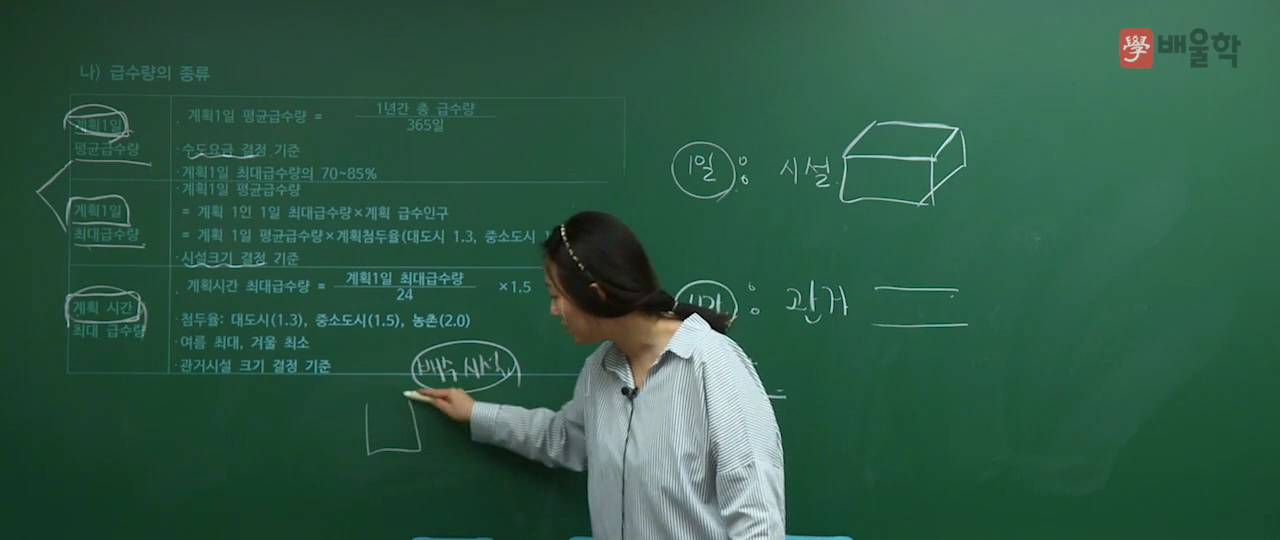 學 배울학
나) 급수량의 종류
계획1일
평균급수량
· 계획1일 평균급수량 = 1년간 총 급수량
365일
· 수도요금 결정 기준
· 계획1일 최대급수량의 70~85%
계획1일
최대급수량
· 계획1일 평균급수량
= 계획 1인 1일 최대급수량×계획 급수인구
= 계획 1일 평균급수량×계획첨두율(대도시 1.3, 중소도시
· 시설크기 결정 기준
계획 시간
최대 급수량
· 계획시간 최대급수량 = 계획1일 최대급수량 ×1.5
24
· 첨두율: 대도시(1.3), 중소도시(1.5), 농촌(2.0)
· 여름 최대, 겨울 최소
· 관거시설 크기 결정 기준
배수시설
1일 : 시설
: 관거